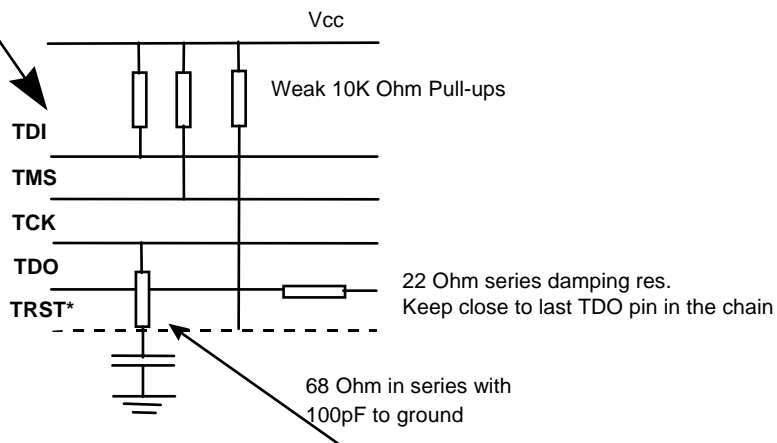 Vcc
Weak 10K Ohm Pull-ups
TDI
TMS
TCK
TDO
22 Ohm series damping res.
Keep close to last TDO pin in the chain
TRST*
68 Ohm in series with
100pF to ground